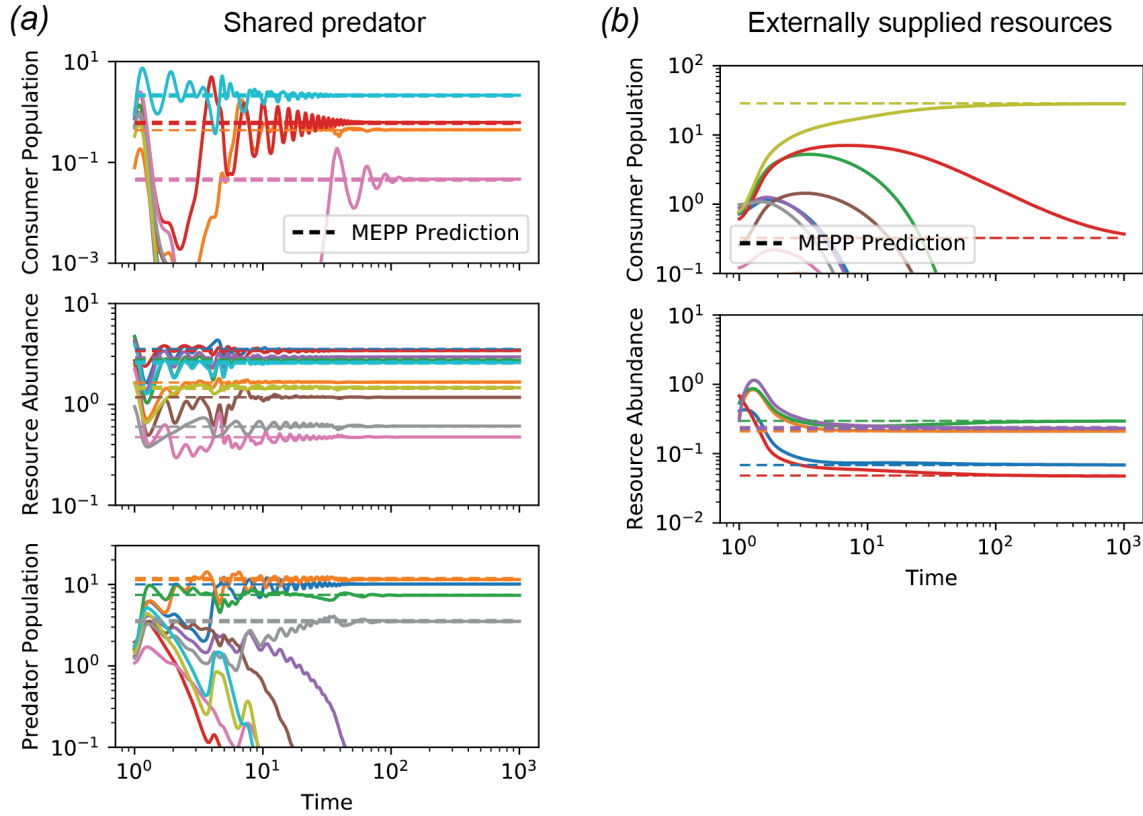 (a) Shared predator
Consumer Population
10^1
10^-1
10^-3
MEPP Prediction
Resource Abundance
10^1
10^0
10^-1
Predator Population
10^1
10^0
10^-1
10^0 10^1 10^2 10^3
Time
(b) Externally supplied resources
Consumer Population
10^2
10^1
10^0
10^-1
MEPP Prediction
Resource Abundance
10^1
10^0
10^-1
10^-2
10^0 10^1 10^2 10^3
Time